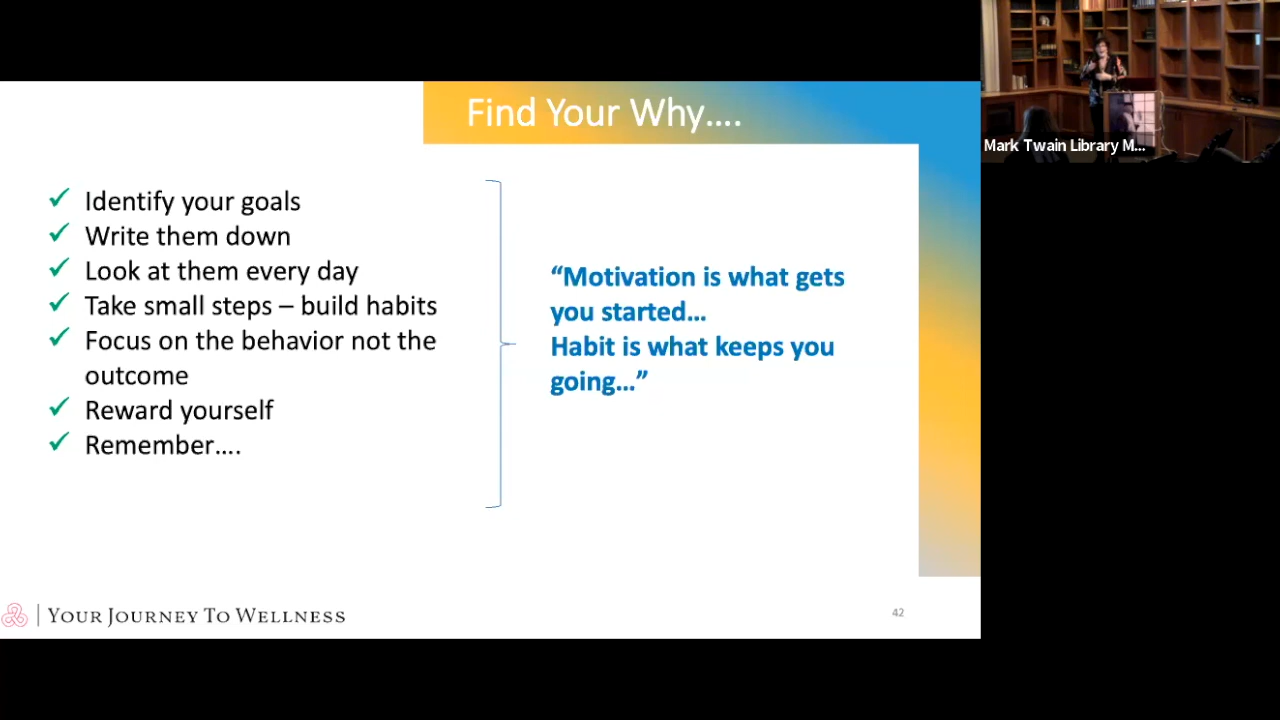 Find Your Why….
✓ Identify your goals
✓ Write them down
✓ Look at them every day
✓ Take small steps – build habits
✓ Focus on the behavior not the
outcome
✓ Reward yourself
✓ Remember….
“Motivation is what gets
you started…
Habit is what keeps you
going…”
YOUR JOURNEY TO WELLNESS
42
Mark Twain Library M...